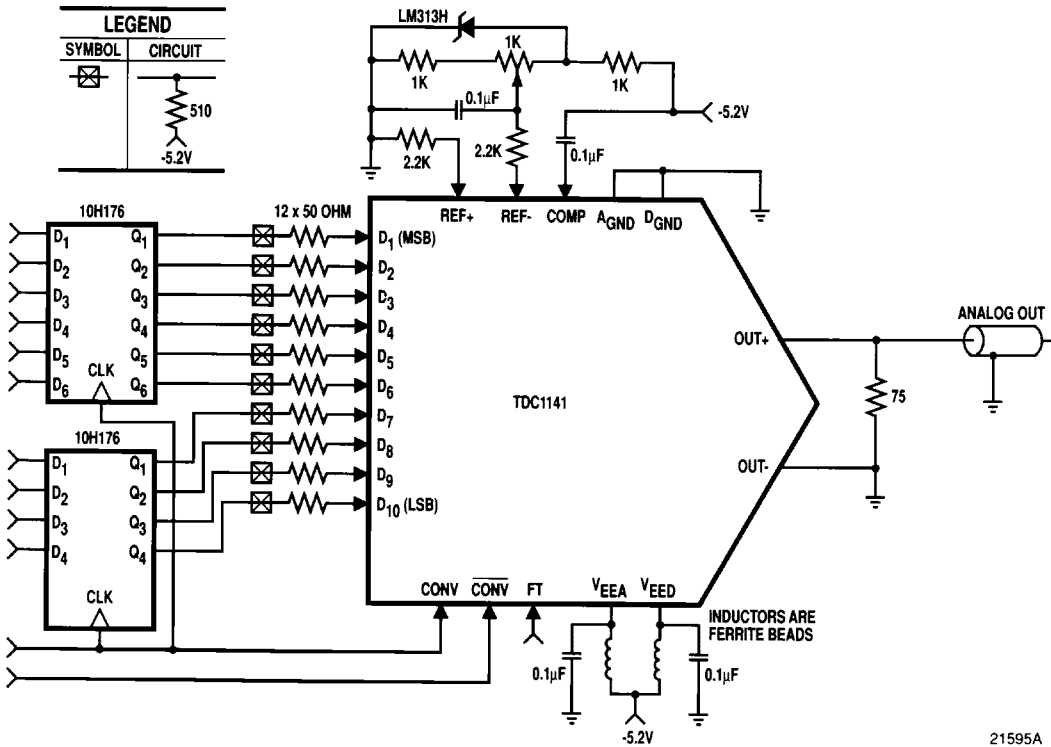 LEGEND
SYMBOL CIRCUIT
510
-5.2V
LM313H
1K
1K
1K
0.1µF
-5.2V
2.2K
2.2K
0.1µF
REF+ REF- COMP AGND DGND
10H176
12 x 50 OHM
D1 Q1
D2 Q2
D3 Q3
D4 Q4
D5 Q5
D6 Q6
CLK
D1 (MSB)
D2
D3
D4
D5
D6
D7
D8
D9
D10 (LSB)
TDC1141
OUT+
OUT-
ANALOG OUT
75
10H176
D1 Q1
D2 Q2
D3 Q3
D4 Q4
CLK
CONV CONV FT VEEA VEED
INDUCTORS ARE
FERRITE BEADS
0.1µF
0.1µF
-5.2V
21595A